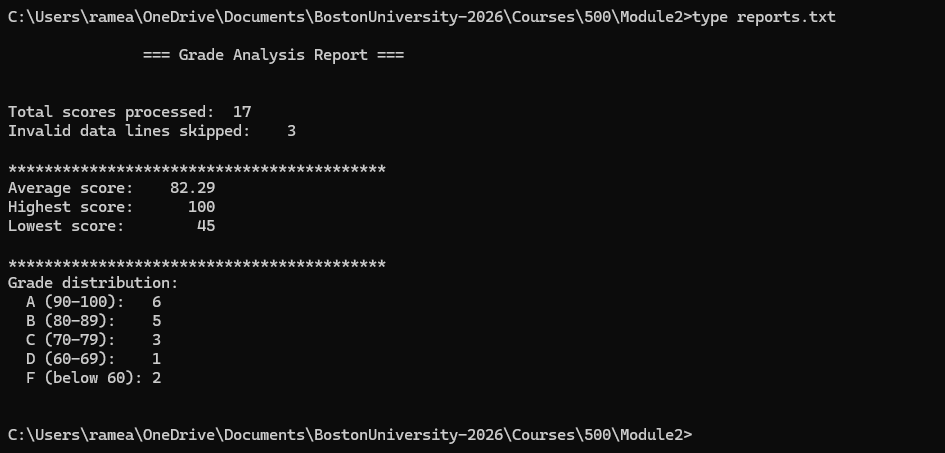 C:\Users\ramea\OneDrive\Documents\BostonUniversity-2026\Courses\500\Module2>type reports.txt
=== Grade Analysis Report ===
Total scores processed:  17
Invalid data lines skipped:    3
******************************************
Average score:    82.29
Highest score:      100
Lowest score:        45
******************************************
Grade distribution:
  A (90-100):   6
  B (80-89):    5
  C (70-79):    3
  D (60-69):    1
  F (below 60): 2
C:\Users\ramea\OneDrive\Documents\BostonUniversity-2026\Courses\500\Module2>